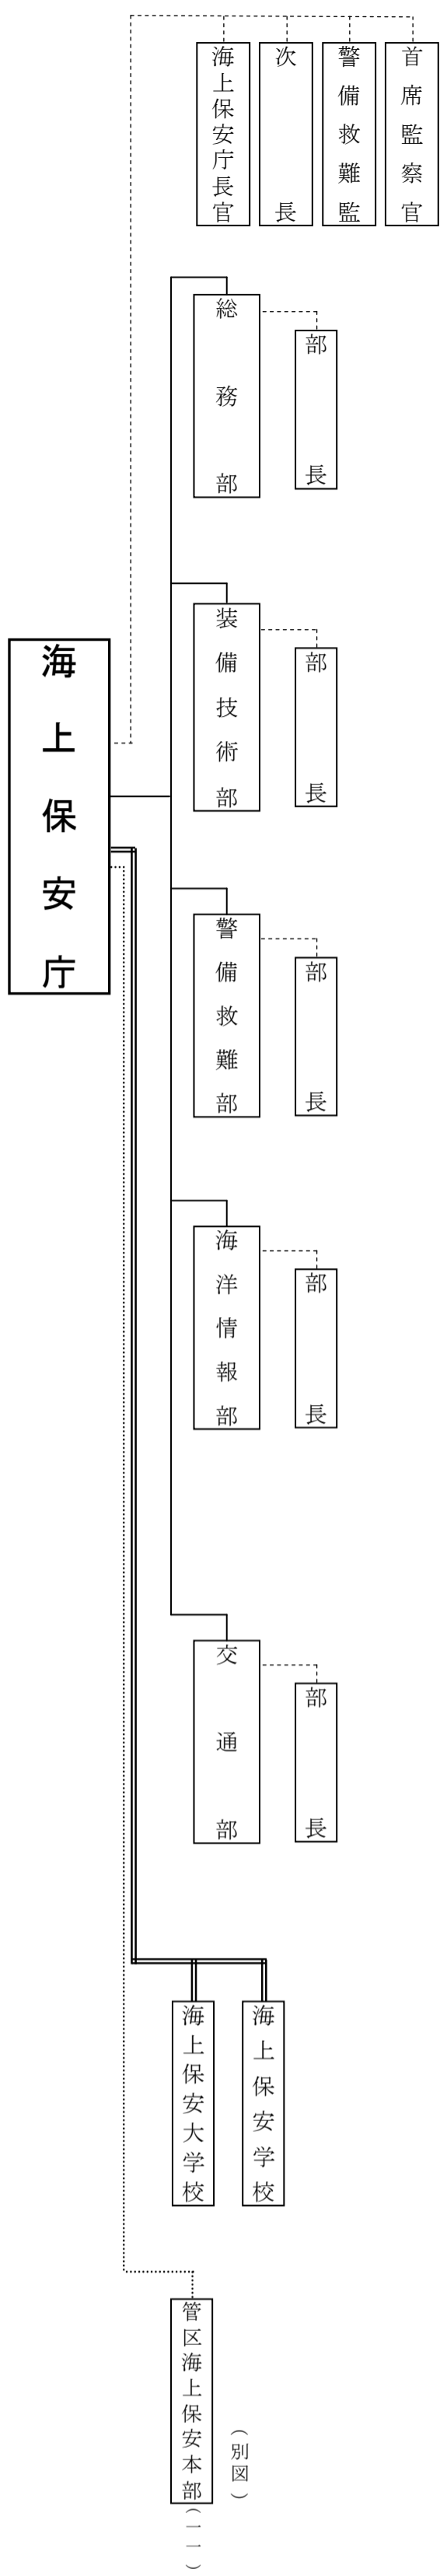 海上保安庁
海上保安庁長官
次長
警備救難監
首席監察官
総務部
部長
装備技術部
部長
警備救難部
部長
海洋情報部
部長
交通部
部長
海上保安大学校
海上保安学校
管区海上保安本部（一一）
（別図）